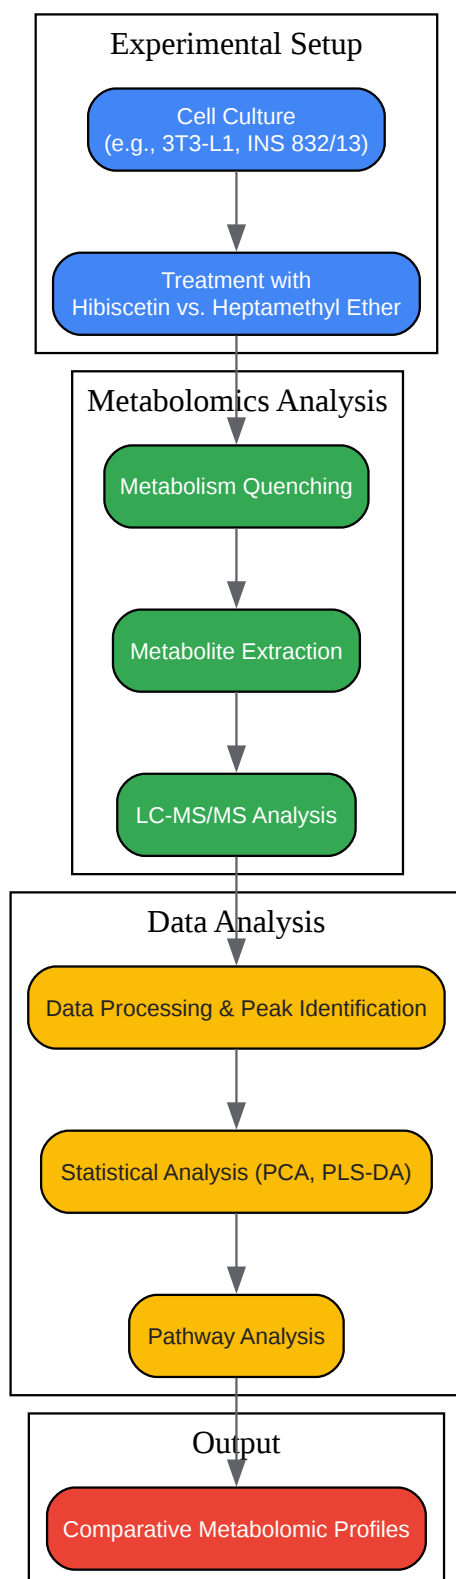 Experimental Setup
Cell Culture
(e.g., 3T3-L1, INS 832/13)
Treatment with
Hibiscetin vs. Heptamethyl Ether
Metabolomics Analysis
Metabolism Quenching
Metabolite Extraction
LC-MS/MS Analysis
Data Analysis
Data Processing & Peak Identification
Statistical Analysis (PCA, PLS-DA)
Pathway Analysis
Output
Comparative Metabolomic Profiles